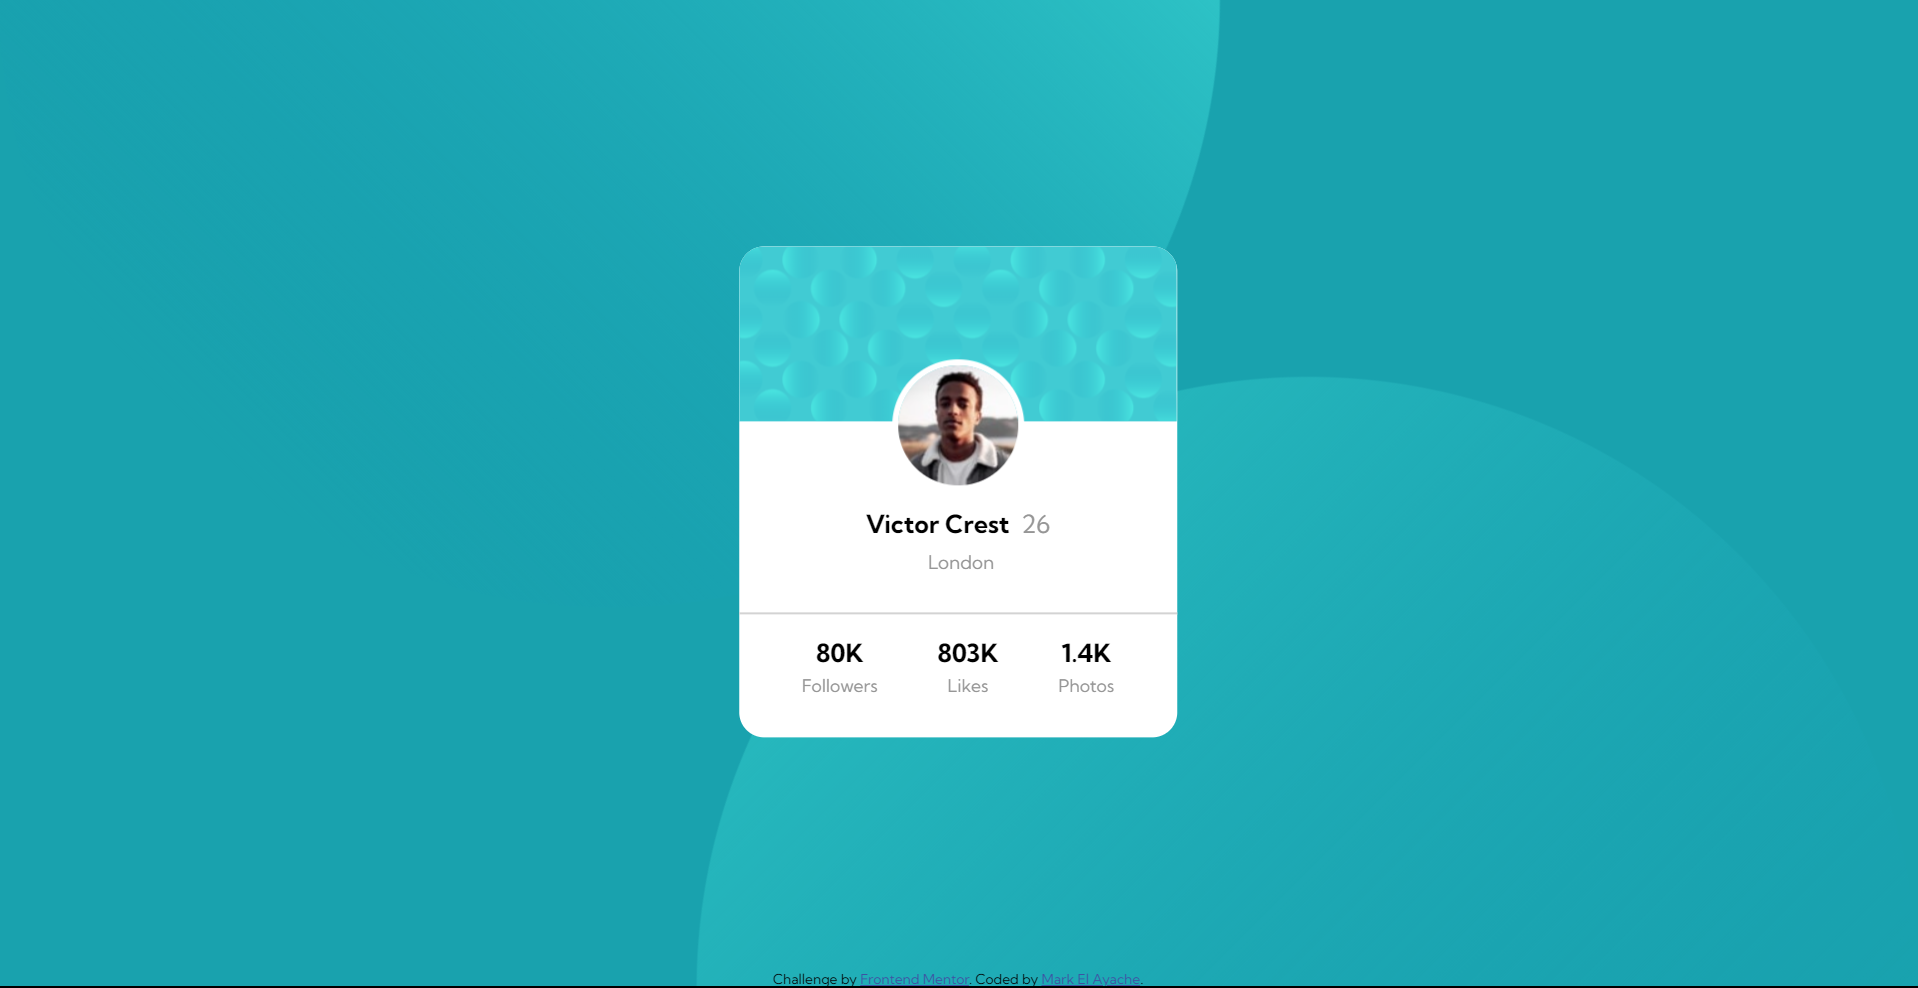 Victor Crest 26
London
80K 803K 1.4K
Followers Likes Photos
Challenge by Frontend Mentor. Coded by Mark El Ayache.